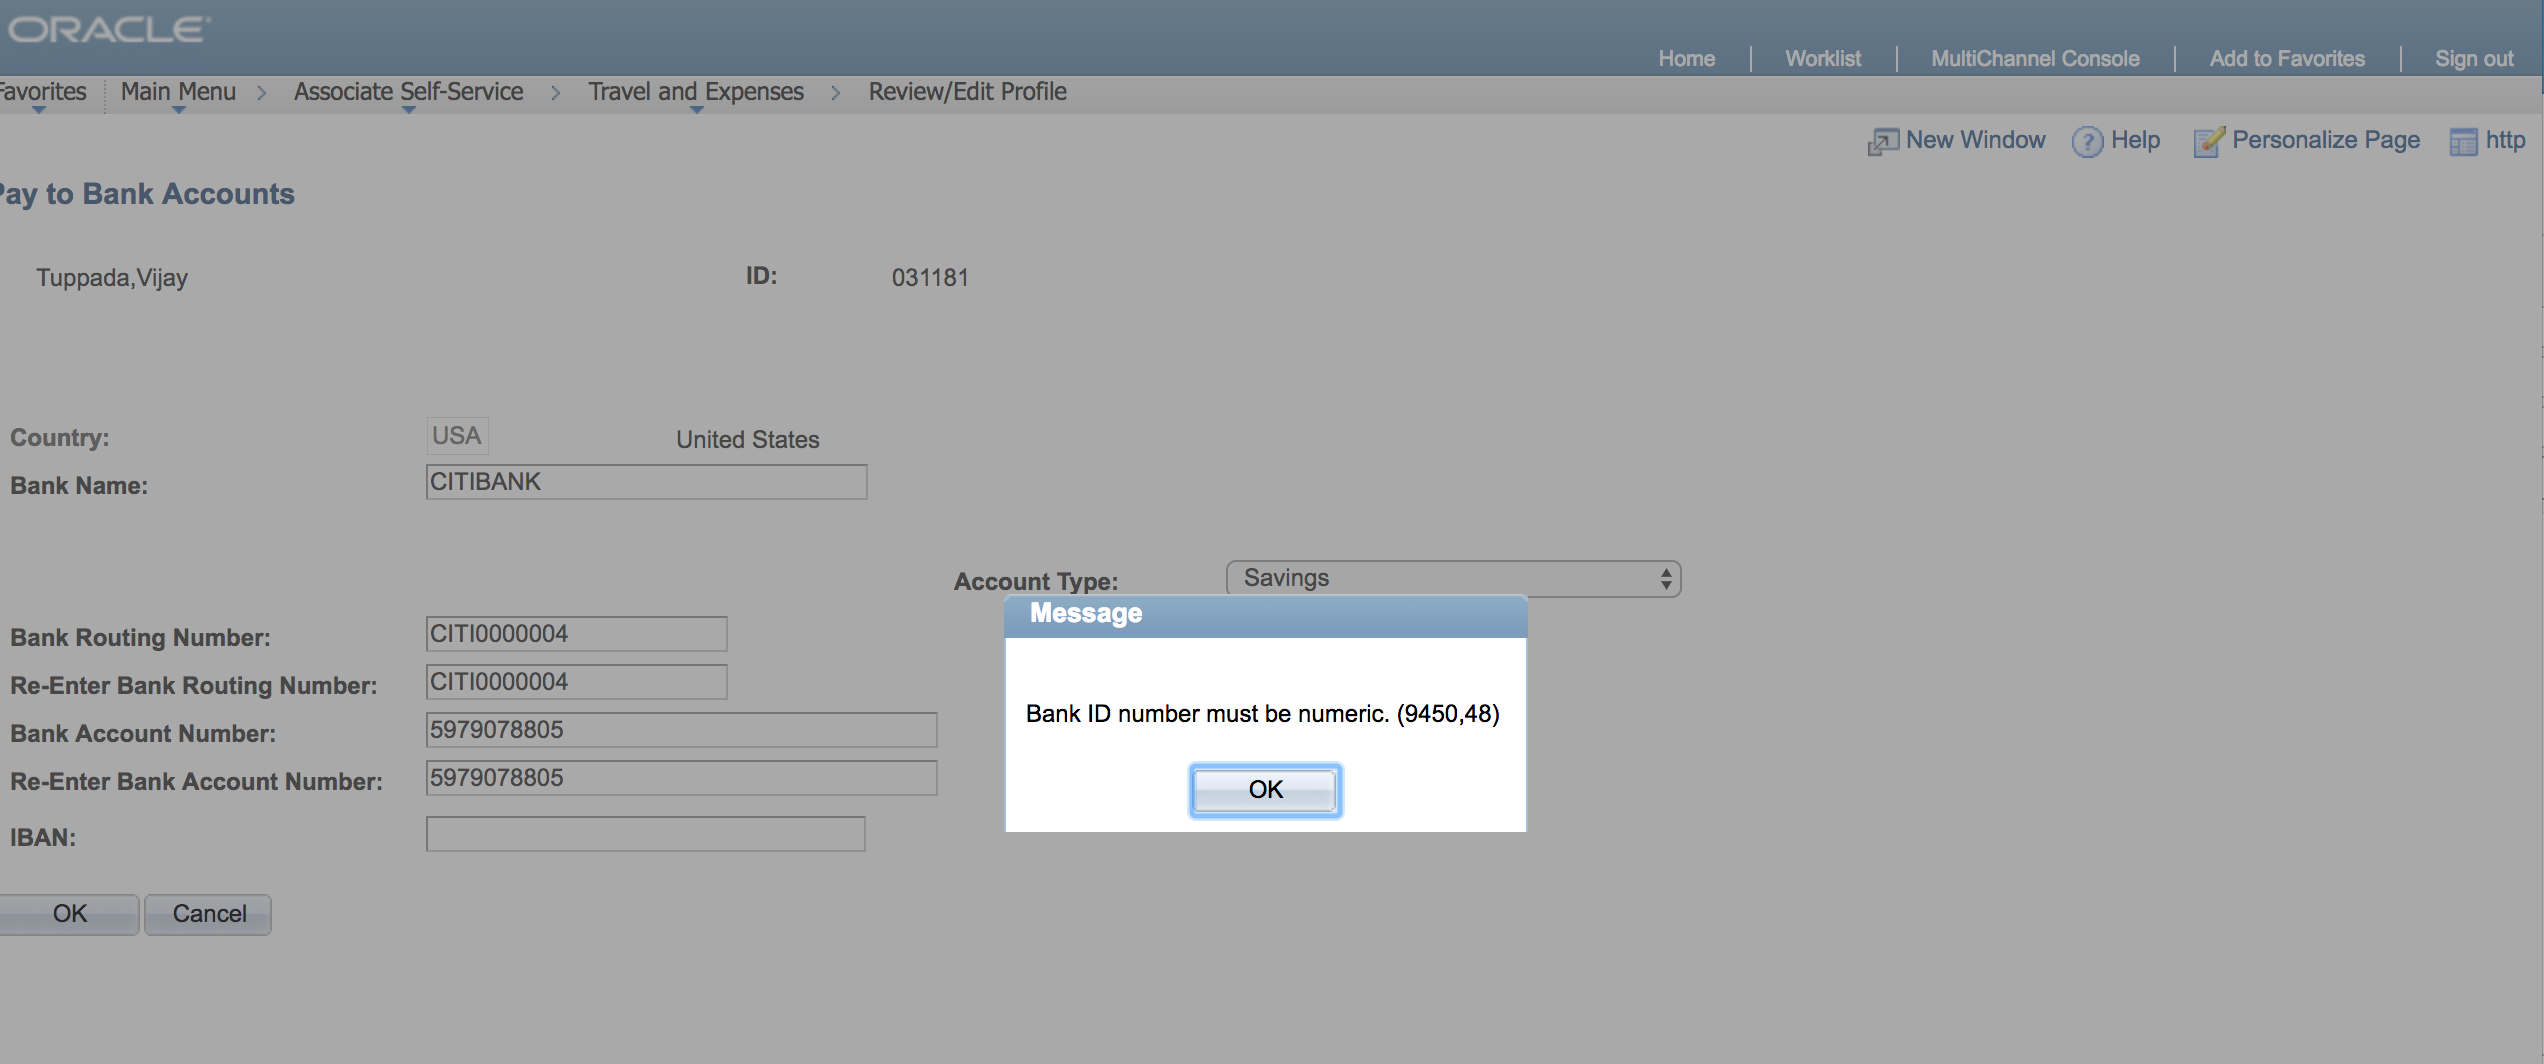 ORACLE
Home Worklist MultiChannel Console Add to Favorites Sign out
Favorites Main Menu > Associate Self-Service > Travel and Expenses > Review/Edit Profile
New Window ? Help Personalize Page http
Pay to Bank Accounts
Tuppada,Vijay ID: 031181
Country: USA United States
Bank Name: CITIBANK
Account Type: Savings
Message
Bank Routing Number: CITI0000004
Re-Enter Bank Routing Number: CITI0000004
Bank ID number must be numeric. (9450,48)
Bank Account Number: 5979078805
Re-Enter Bank Account Number: 5979078805
OK
IBAN:
OK Cancel